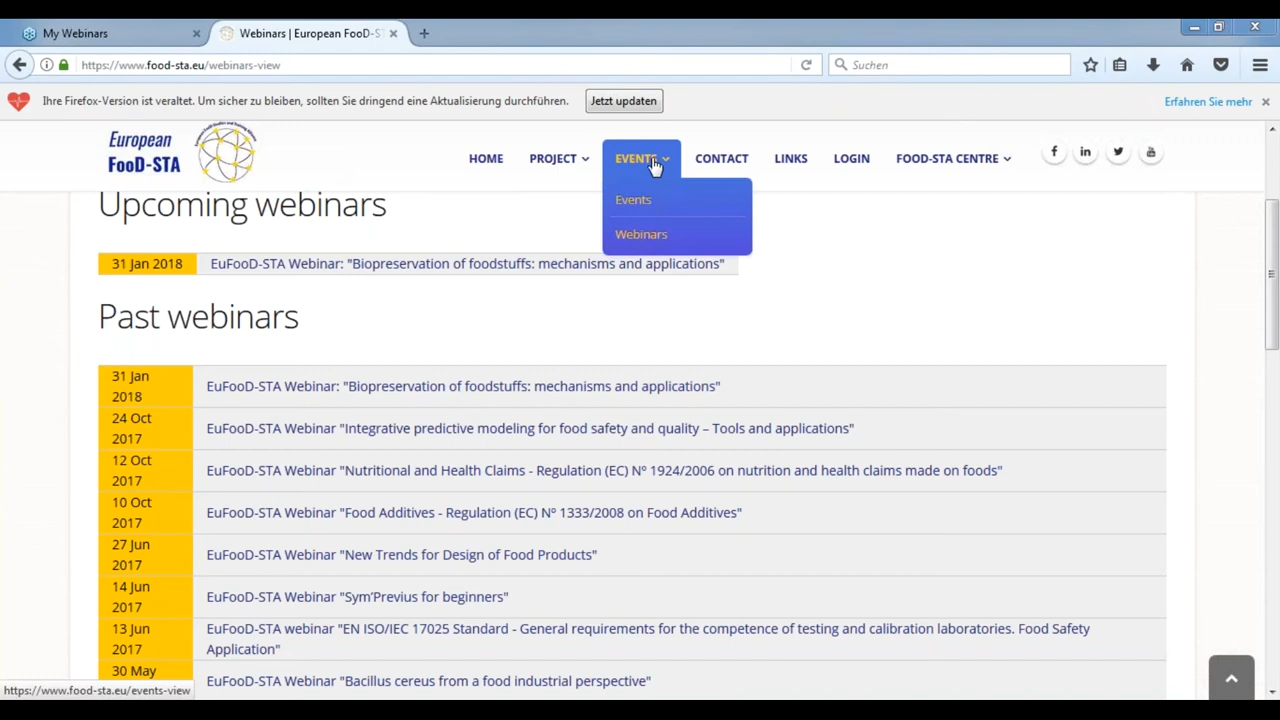 My Webinars
Webinars | European FooD-ST
https://www.food-sta.eu/webinars-view
Suchen
Ihre Firefox-Version ist veraltet. Um sicher zu bleiben, sollten Sie dringend eine Aktualisierung durchführen.
Jetzt updaten
Erfahren Sie mehr
European
FooD-STA
HOME
PROJECT
EVENTS
CONTACT
LINKS
LOGIN
FOOD-STA CENTRE
Events
Webinars
Upcoming webinars
31 Jan 2018
EuFooD-STA Webinar: "Biopreservation of foodstuffs: mechanisms and applications"
Past webinars
31 Jan
2018
EuFooD-STA Webinar: "Biopreservation of foodstuffs: mechanisms and applications"
24 Oct
2017
EuFooD-STA Webinar "Integrative predictive modeling for food safety and quality – Tools and applications"
12 Oct
2017
EuFooD-STA Webinar "Nutritional and Health Claims - Regulation (EC) Nº 1924/2006 on nutrition and health claims made on foods"
10 Oct
2017
EuFooD-STA Webinar "Food Additives - Regulation (EC) Nº 1333/2008 on Food Additives"
27 Jun
2017
EuFooD-STA Webinar "New Trends for Design of Food Products"
14 Jun
2017
EuFooD-STA Webinar "Sym'Previus for beginners"
13 Jun
2017
EuFooD-STA webinar "EN ISO/IEC 17025 Standard - General requirements for the competence of testing and calibration laboratories. Food Safety
Application"
30 May
EuFooD-STA Webinar "Bacillus cereus from a food industrial perspective"
https://www.food-sta.eu/events-view